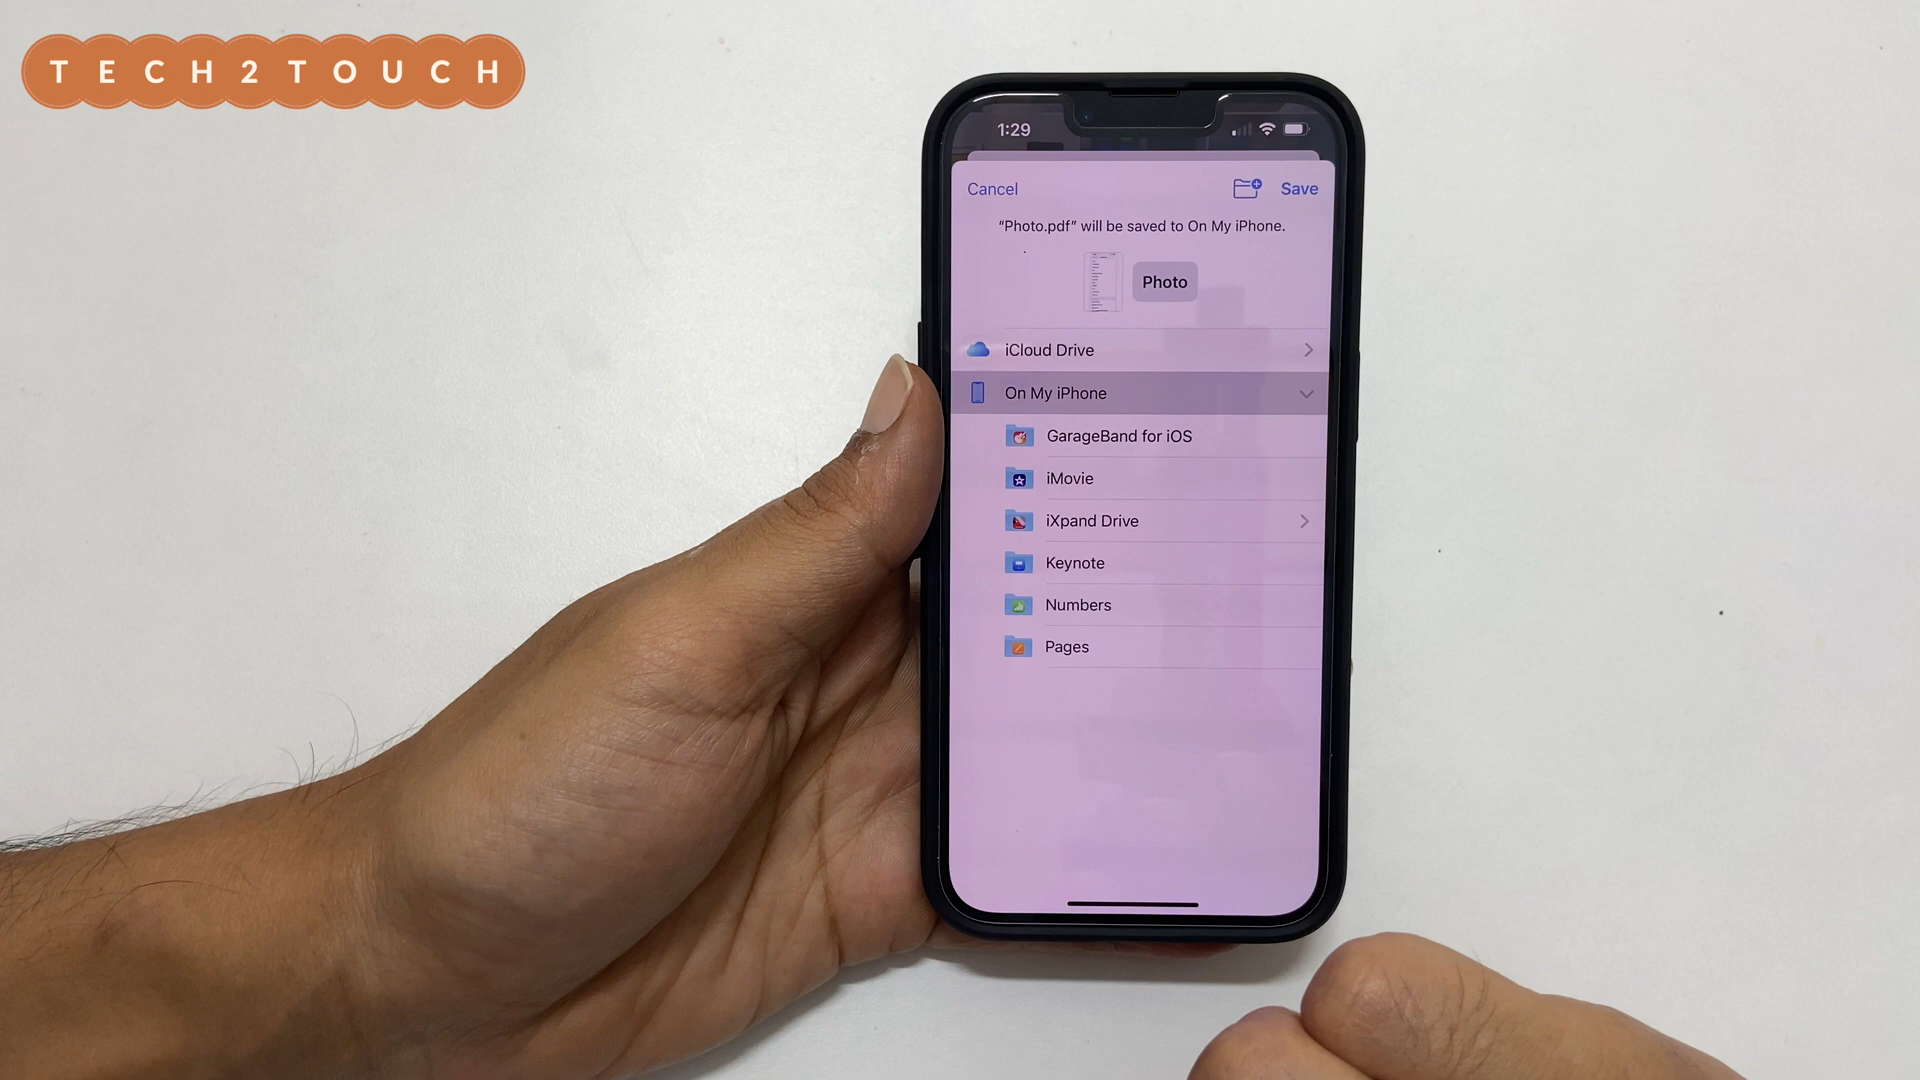 TECH2TOUCH
1:29
Cancel
Save
“Photo.pdf” will be saved to On My iPhone.
Photo
iCloud Drive
On My iPhone
GarageBand for iOS
iMovie
iXpand Drive
Keynote
Numbers
Pages